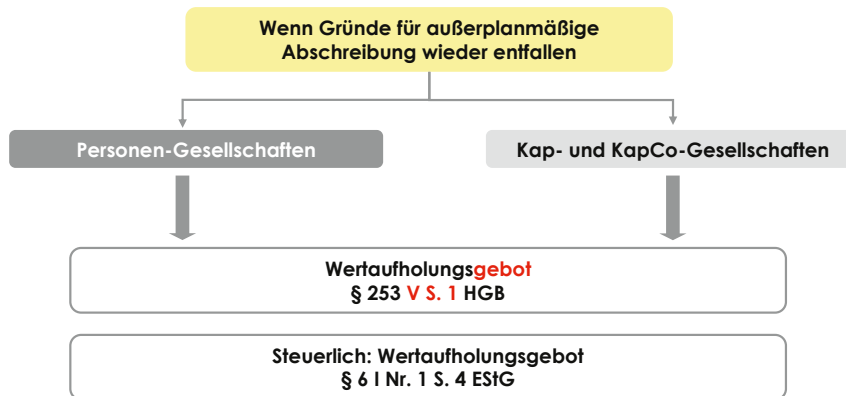 Wenn Gründe für außerplanmäßige
Abschreibung wieder entfallen
Personen-Gesellschaften
Kap- und KapCo-Gesellschaften
Wertaufholungsgebot
§ 253 V S. 1 HGB
Steuerlich: Wertaufholungsgebot
§ 6 I Nr. 1 S. 4 EStG